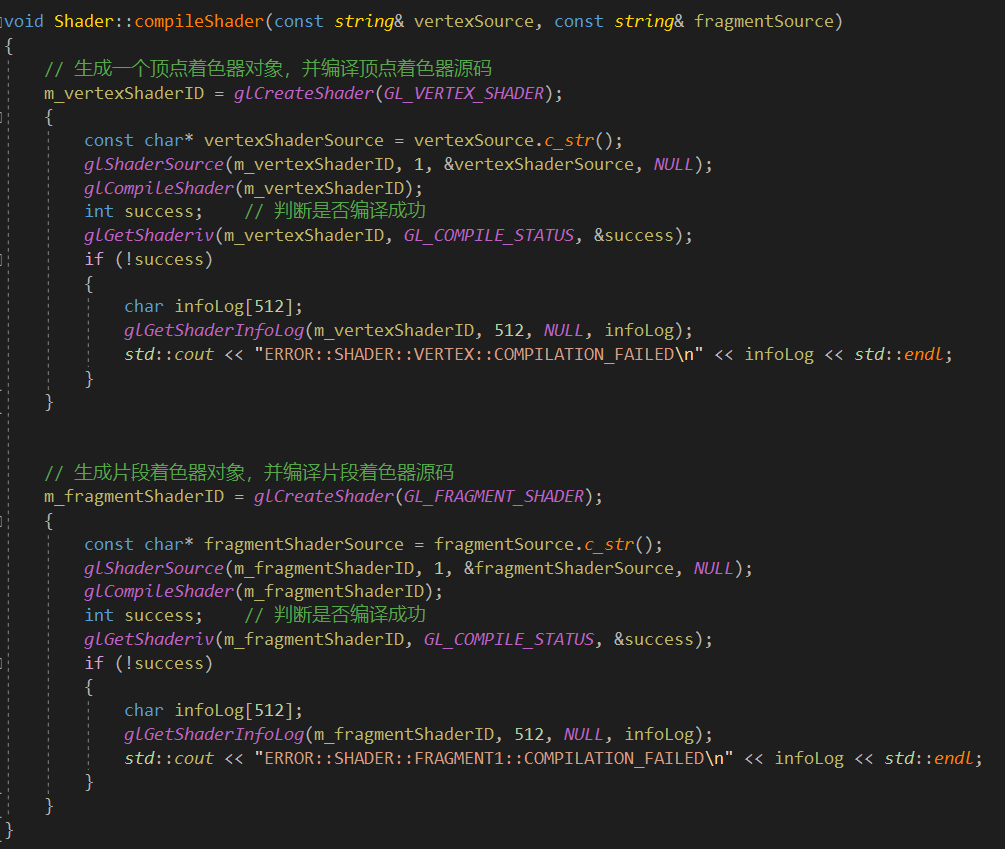 void Shader::compileShader(const string& vertexSource, const string& fragmentSource)
{
// 生成一个顶点着色器对象，并编译顶点着色器源码
m_vertexShaderID = glCreateShader(GL_VERTEX_SHADER);
{
const char* vertexShaderSource = vertexSource.c_str();
glShaderSource(m_vertexShaderID, 1, &vertexShaderSource, NULL);
glCompileShader(m_vertexShaderID);
int success;    // 判断是否编译成功
glGetShaderiv(m_vertexShaderID, GL_COMPILE_STATUS, &success);
if (!success)
{
char infoLog[512];
glGetShaderInfoLog(m_vertexShaderID, 512, NULL, infoLog);
std::cout << "ERROR::SHADER::VERTEX::COMPILATION_FAILED\n" << infoLog << std::endl;
}
}
// 生成片段着色器对象，并编译片段着色器源码
m_fragmentShaderID = glCreateShader(GL_FRAGMENT_SHADER);
{
const char* fragmentShaderSource = fragmentSource.c_str();
glShaderSource(m_fragmentShaderID, 1, &fragmentShaderSource, NULL);
glCompileShader(m_fragmentShaderID);
int success;    // 判断是否编译成功
glGetShaderiv(m_fragmentShaderID, GL_COMPILE_STATUS, &success);
if (!success)
{
char infoLog[512];
glGetShaderInfoLog(m_fragmentShaderID, 512, NULL, infoLog);
std::cout << "ERROR::SHADER::FRAGMENT1::COMPILATION_FAILED\n" << infoLog << std::endl;
}
}
}